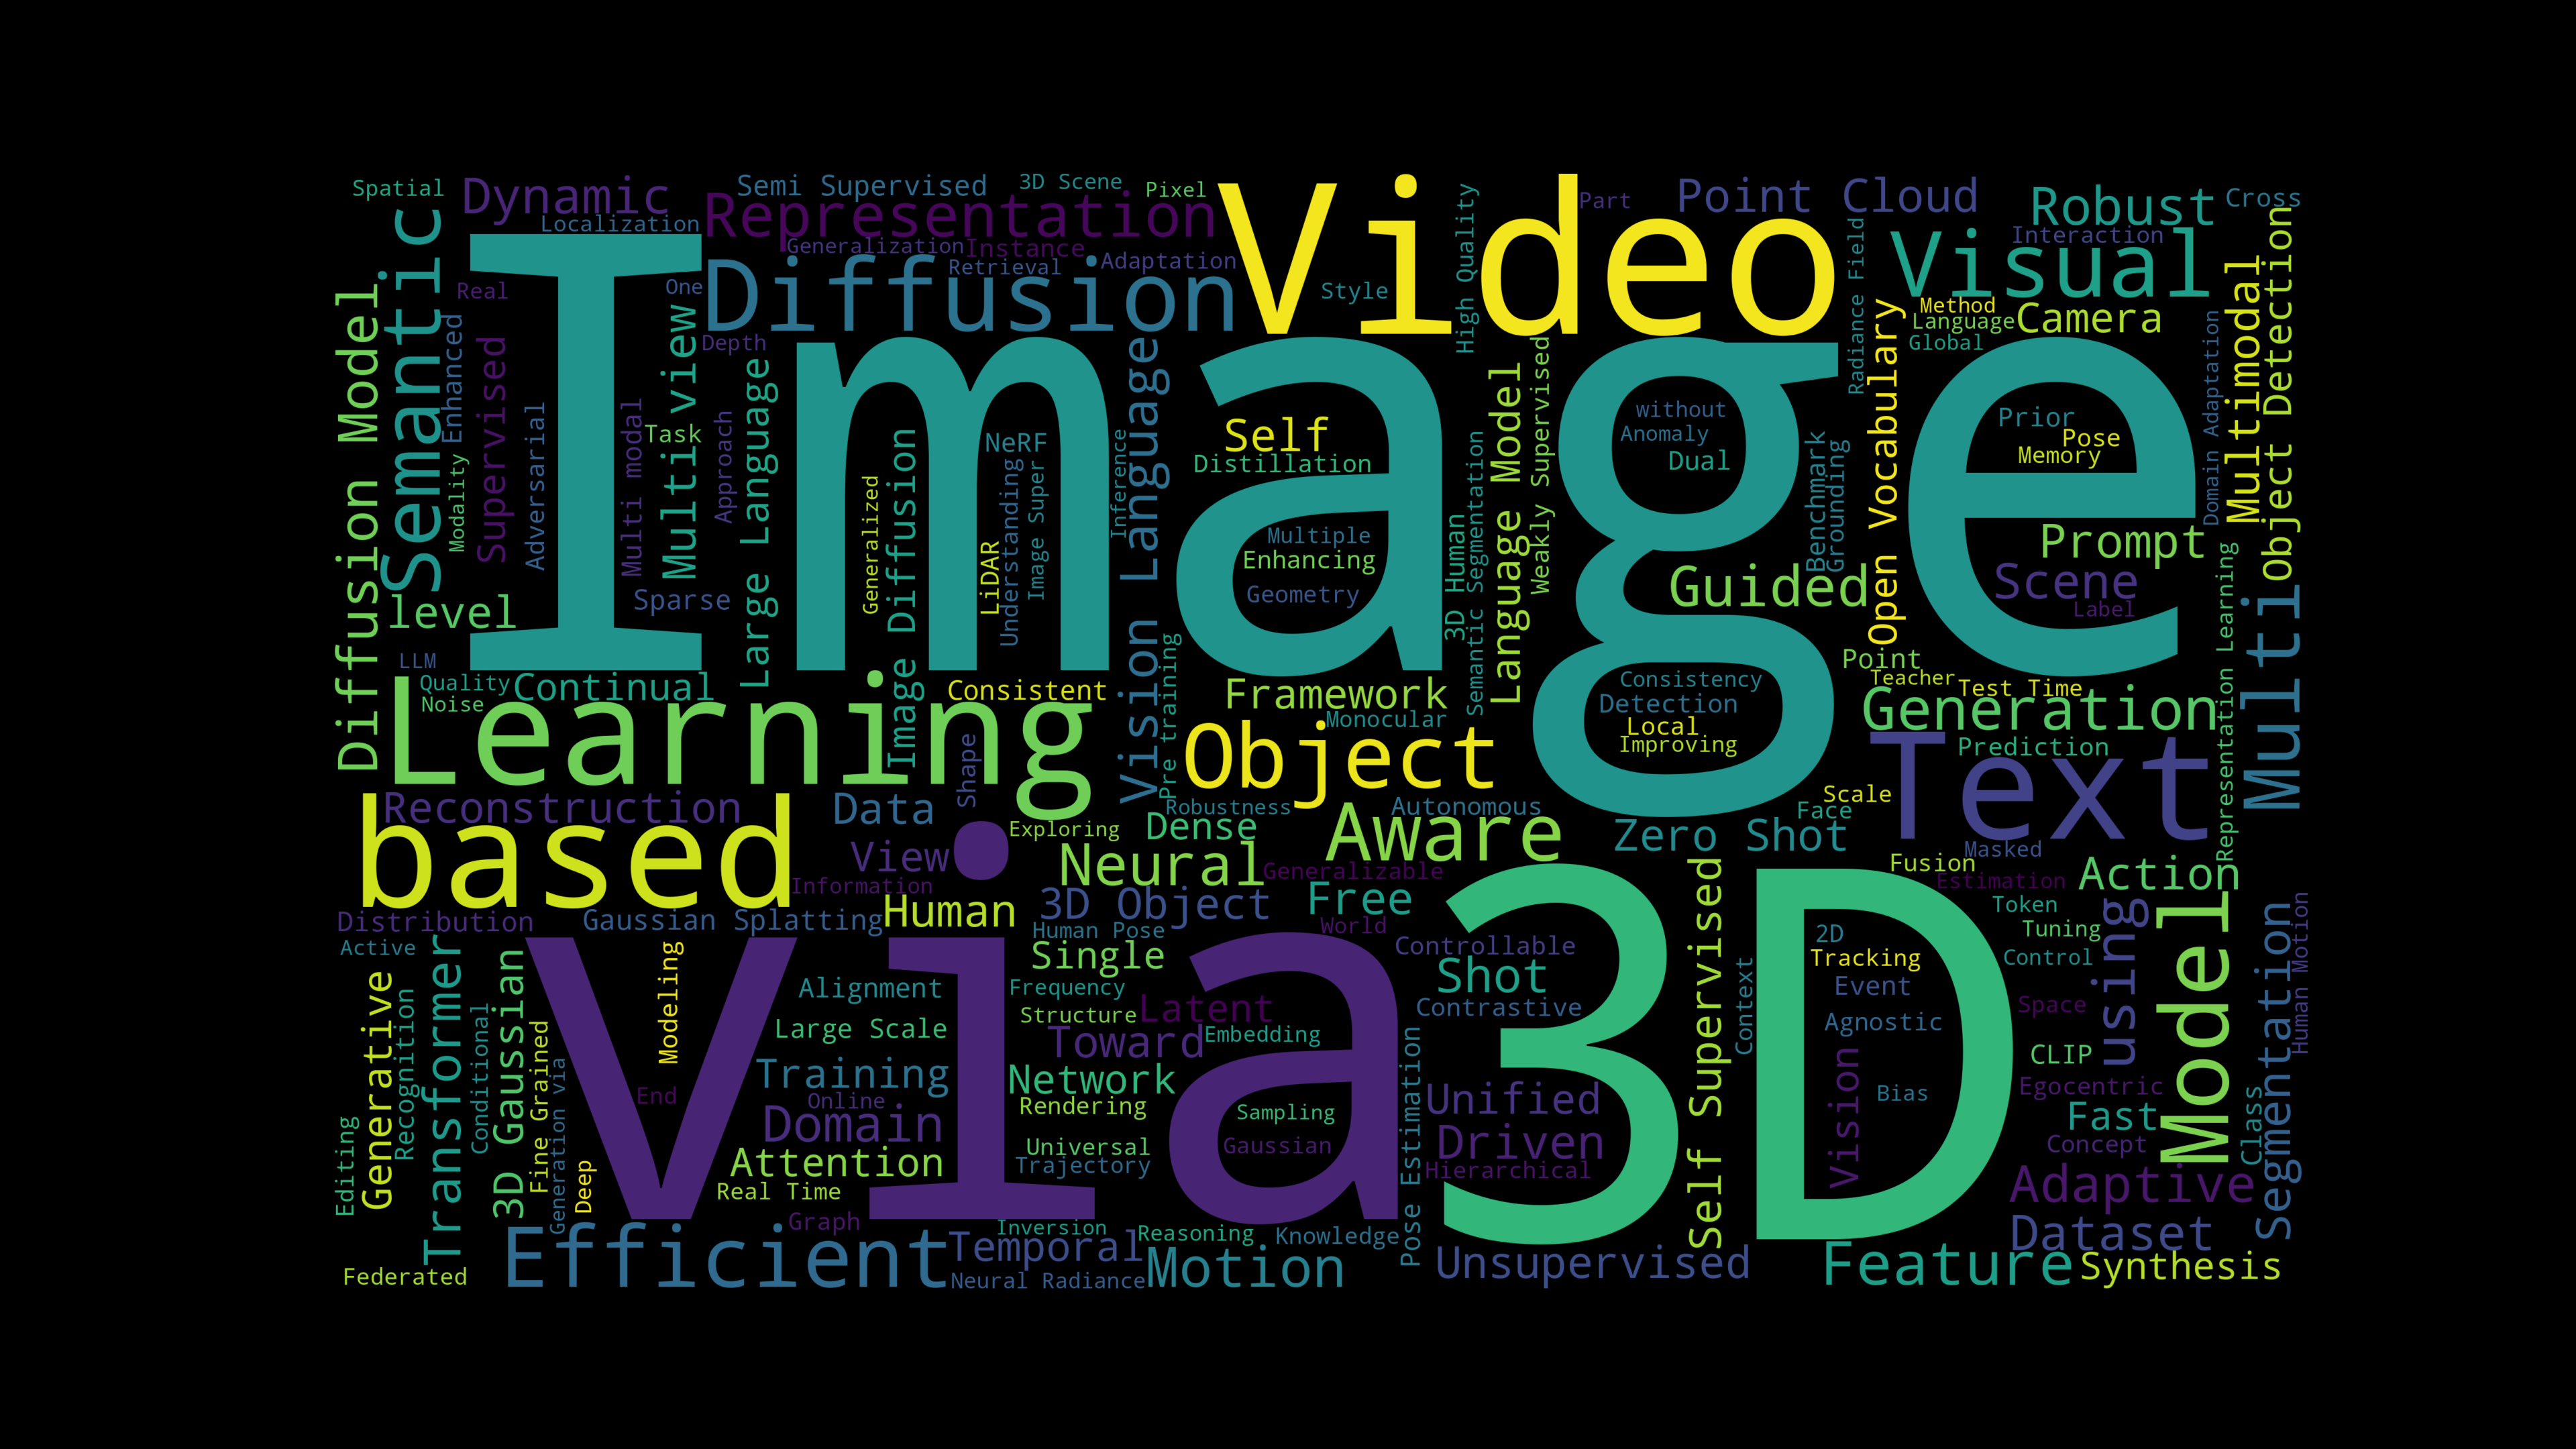 Spatial
Dynamic
Semi Supervised
3D Scene
Pixel
Video
Part
Point Cloud
Robust
Cross
Localization
Representation
Generalization
Instance
Retrieval
Adaptation
Diffusion
Style
High Quality
Radiance Field
Visual
Interaction
Method
Language
Camera
Global
Multimodal
Object Detection
Domain Adaptation
Semantic
Diffusion Model
Real
One
Enhanced
Supervised
Adversarial
Modality
Multi modal
Task
Multi view
Depth
Approach
Large Language
Image
NeRF
Generalized
Image Diffusion
LiDAR
Understanding
Image Super
Inference
Vision Language
Self
Distillation
Multiple
Enhancing
Geometry
3D Human
Semantic Segmentation
Language Model
Weakly Supervised
without
Anomaly
Dual
Benchmark
Grounding
Open Vocabulary
Prior
Pose
Memory
Prompt
Guided
Scene
Label
level
Sparse
LLM
Quality
Noise
Continual
Learning
Consistent
Pre training
Framework
Monocular
Object
Consistency
Detection
Local
Improving
Point
Teacher
Test Time
Generation
Prediction
Representation Learning
Multi
Text
Reconstruction
based
Data
Shape
Exploring
Robustness
Autonomous
Dense
Aware
Zero Shot
Face
Scale
Masked
Fusion
Estimation
Action
View
Information
Neural
Generalizable
Human
3D Object
Free
World
Human Pose
Distribution
Gaussian Splatting
Active
via
3D
Controllable
Self Supervised
2D
Tracking
Token
Tuning
Control
using
Model
Segmentation
Human Motion
Transformer
Generative
Recognition
Conditional
3D Gaussian
Fine Grained
Generation via
Editing
Modeling
Alignment
Large Scale
Single
Frequency
Structure
Latent
Toward
Embedding
Shot
Contrastive
Context
Event
Agnostic
Space
CLIP
Egocentric
Training
Network
Rendering
Online
End
Domain
Sampling
Gaussian
Universal
Trajectory
Attention
Real Time
Graph
Deep
Pose Estimation
Unified
Driven
Hierarchical
Vision
Bias
Fast
Concept
Class
Adaptive
Dataset
Federated
Efficient
Temporal
Inversion
Reasoning
Knowledge
Neural Radiance
Motion
Unsupervised
Feature
Synthesis